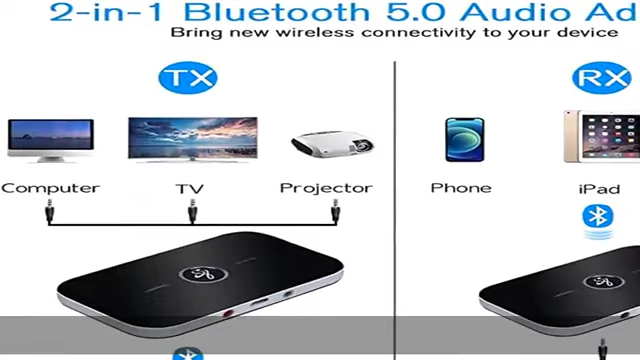 2-in-1 Bluetooth 5.0 Audio Ad
Bring new wireless connectivity to your device
TX
RX
Computer
TV
Projector
Phone
iPad